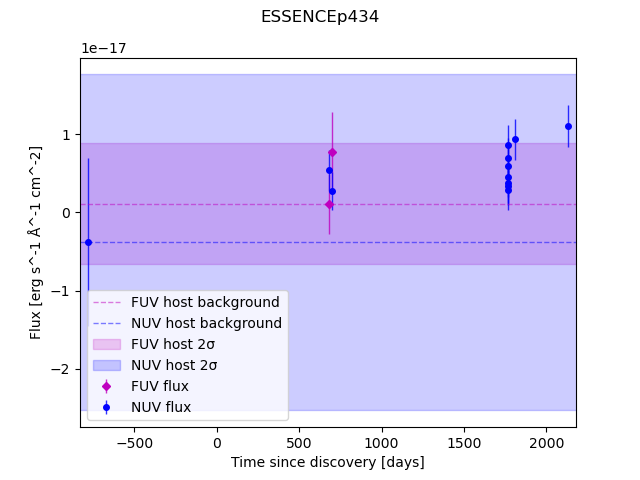 ESSENCEp434
1e−17
1
0
−1
−2
Flux [erg s^-1 Å^-1 cm^-2]
FUV host background
NUV host background
FUV host 2σ
NUV host 2σ
FUV flux
NUV flux
−500
0
500
1000
1500
2000
Time since discovery [days]